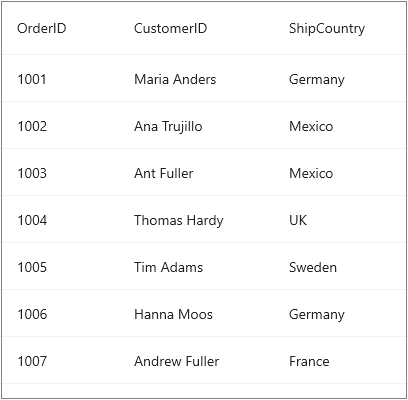 OrderID CustomerID ShipCountry
1001 Maria Anders Germany
1002 Ana Trujillo Mexico
1003 Ant Fuller Mexico
1004 Thomas Hardy UK
1005 Tim Adams Sweden
1006 Hanna Moos Germany
1007 Andrew Fuller France